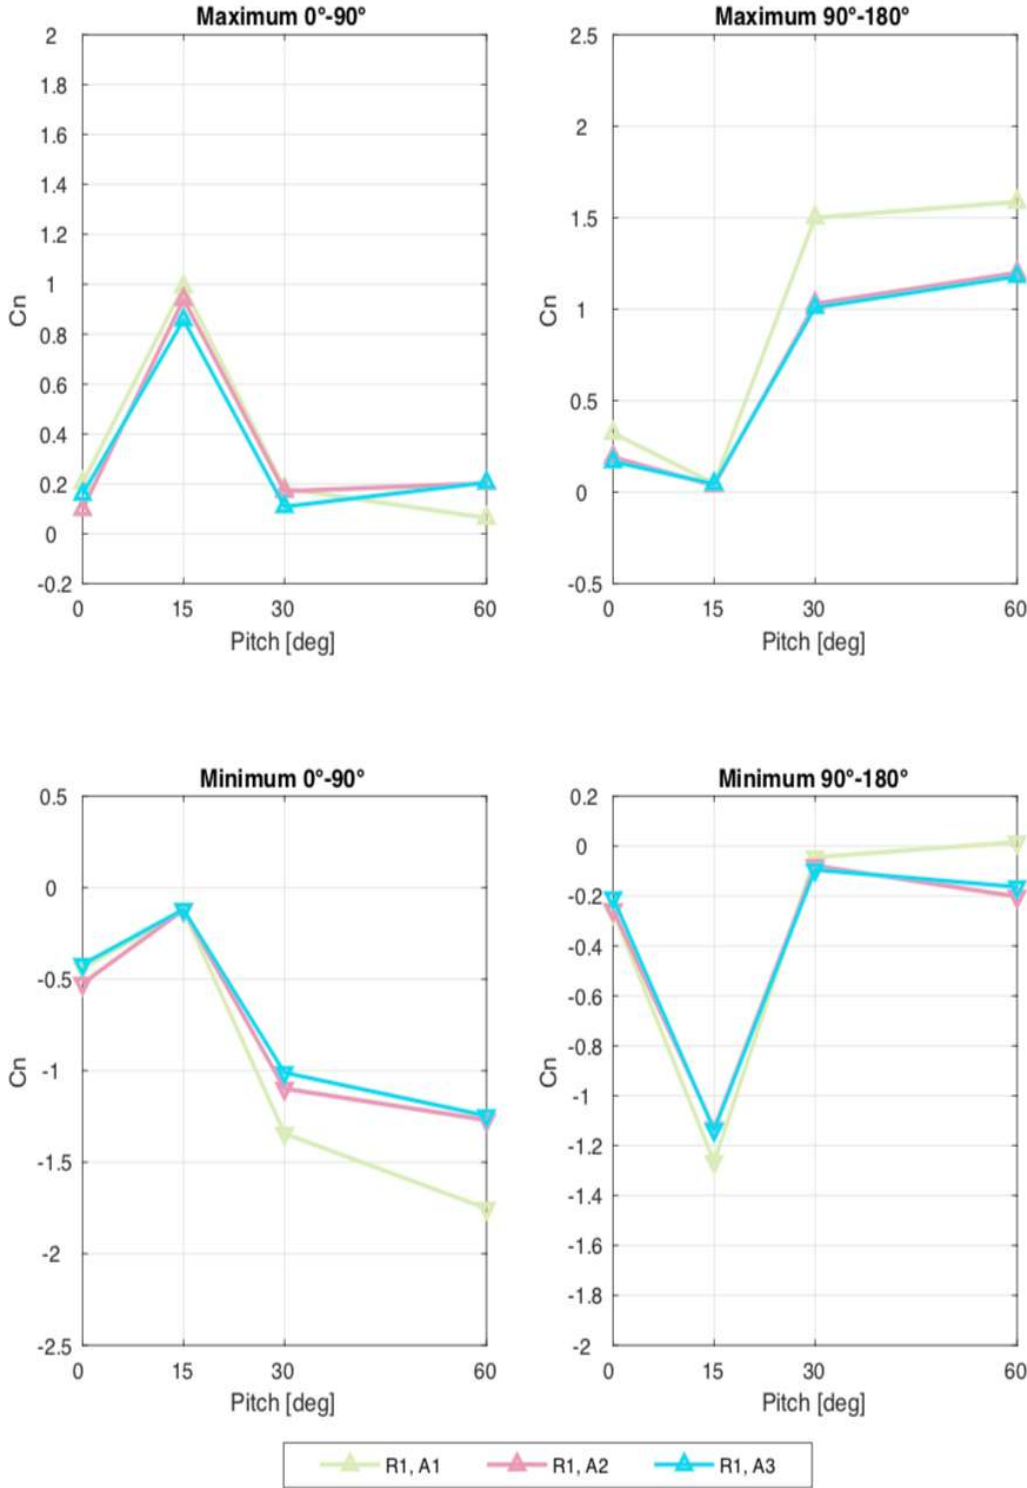 Maximum 0°-90°
2
1.8
1.6
1.4
1.2
1
0.8
0.6
0.4
0.2
0
-0.2
Cn
0 15 30 60
Pitch [deg]
Maximum 90°-180°
2.5
2
1.5
1
0.5
0
-0.5
Cn
0 15 30 60
Pitch [deg]
Minimum 0°-90°
0.5
0
-0.5
-1
-1.5
-2
-2.5
Cn
0 15 30 60
Pitch [deg]
Minimum 90°-180°
0.2
0
-0.2
-0.4
-0.6
-0.8
-1
-1.2
-1.4
-1.6
-1.8
-2
Cn
0 15 30 60
Pitch [deg]
R1, A1 R1, A2 R1, A3